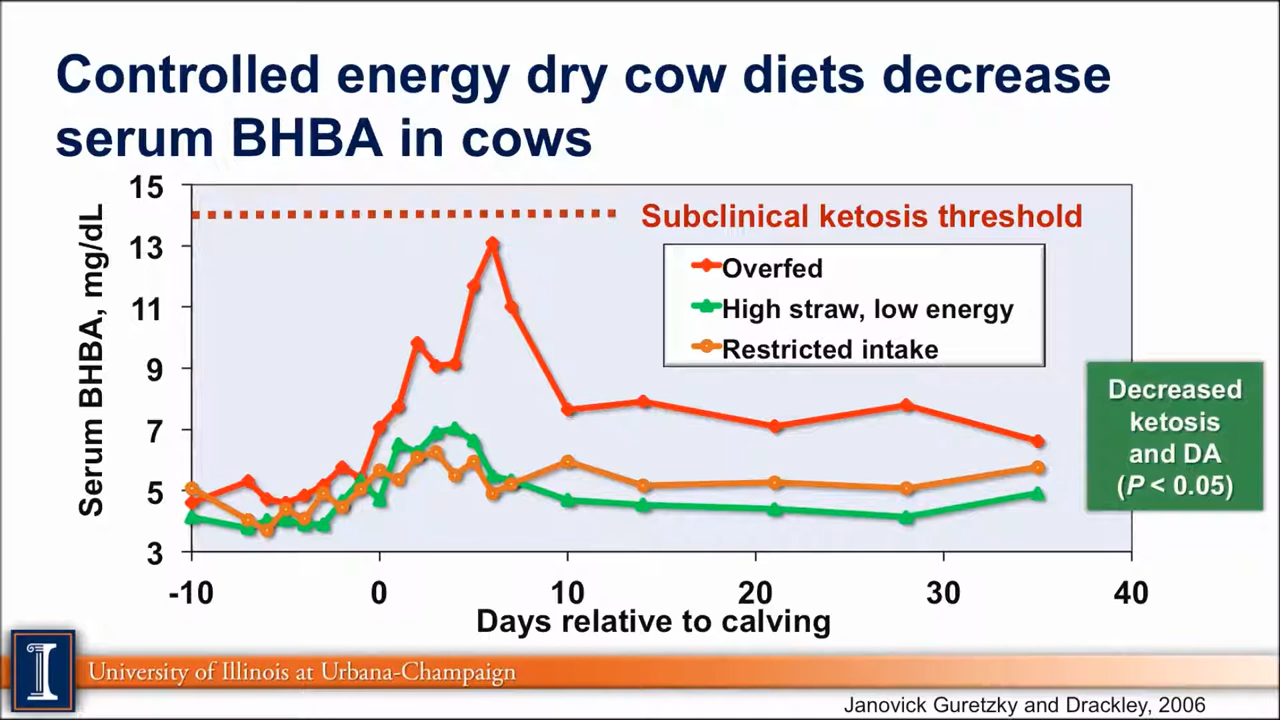 Controlled energy dry cow diets decrease
serum BHBA in cows
15
13
11
9
7
5
3
Serum BHBA, mg/dL
Subclinical ketosis threshold
Overfed
High straw, low energy
Restricted intake
Decreased
ketosis
and DA
(P < 0.05)
-10 0 10 20 30 40
Days relative to calving
I
University of Illinois at Urbana-Champaign
Janovick Guretzky and Drackley, 2006